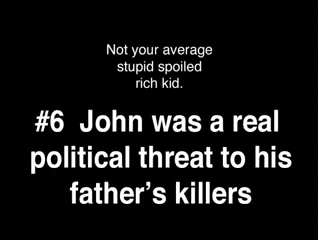 Not your average
stupid spoiled
rich kid.
#6 John was a real
political threat to his
father’s killers